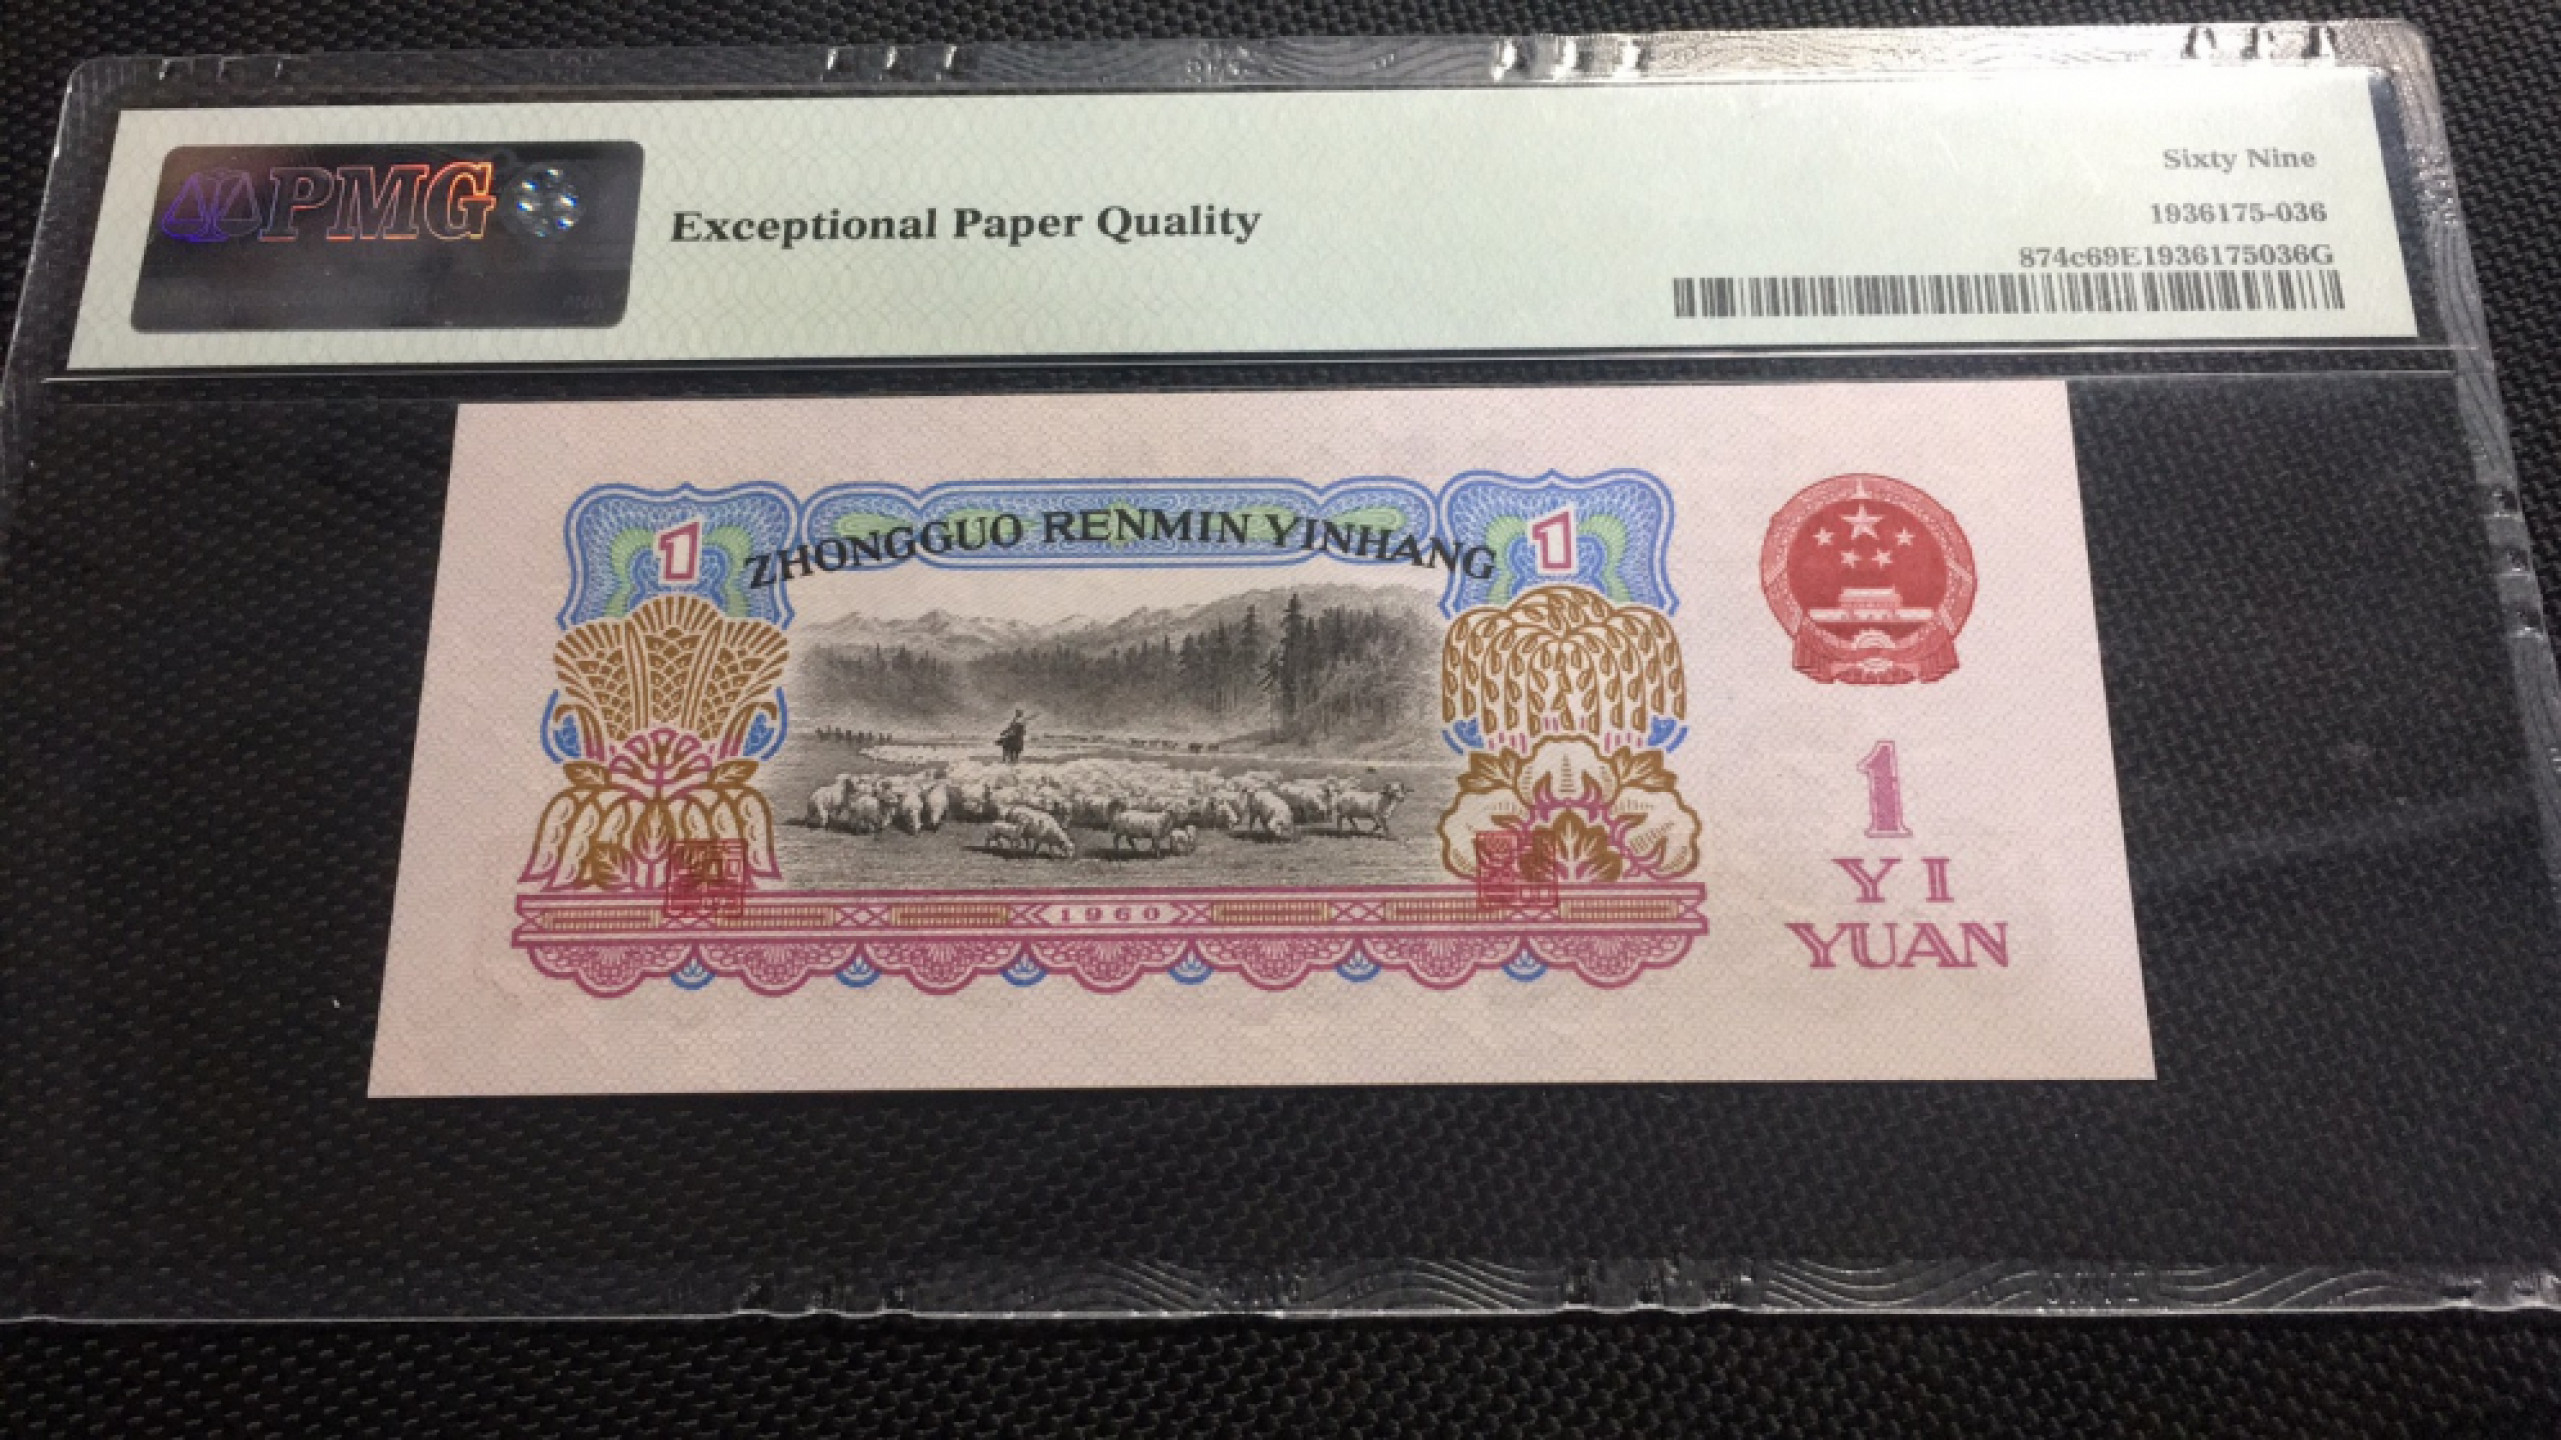 PMG
Exceptional Paper Quality
Sixty Nine
1936175-036
874c69E1936175036G
1
ZHONGGUO RENMIN YINHANG
1
1960
1
YI
YUAN